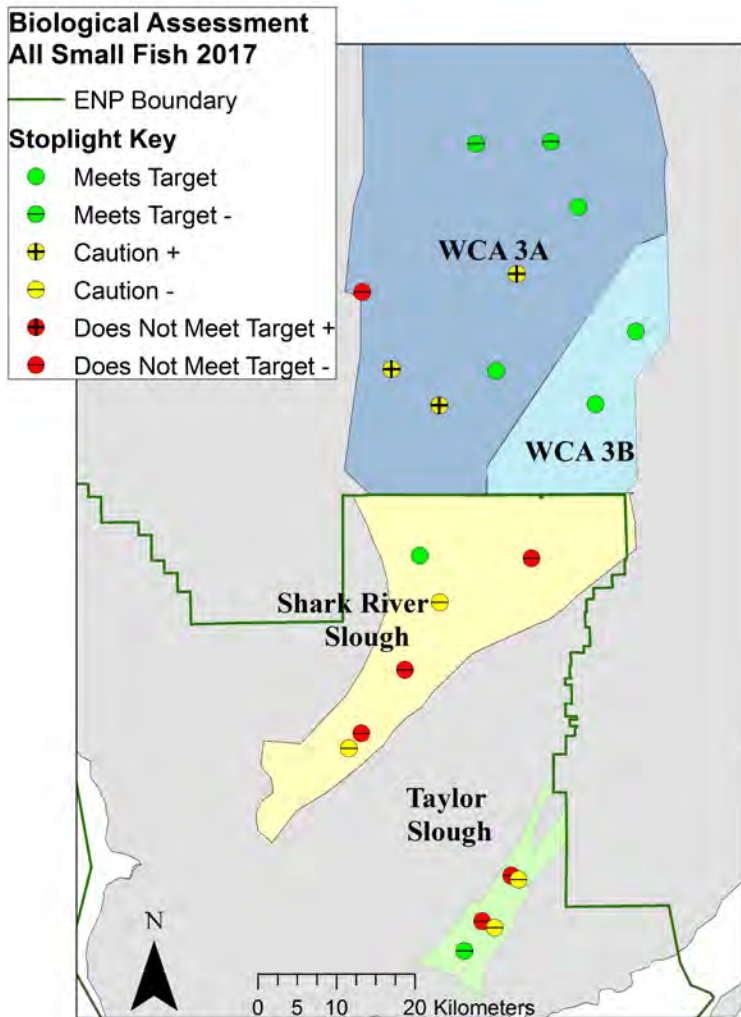 Biological Assessment
All Small Fish 2017
ENP Boundary
Stoplight Key
Meets Target
Meets Target -
Caution +
Caution -
Does Not Meet Target +
Does Not Meet Target -
WCA 3A
WCA 3B
Shark River
Slough
Taylor
Slough
N
0 5 10 20 Kilometers